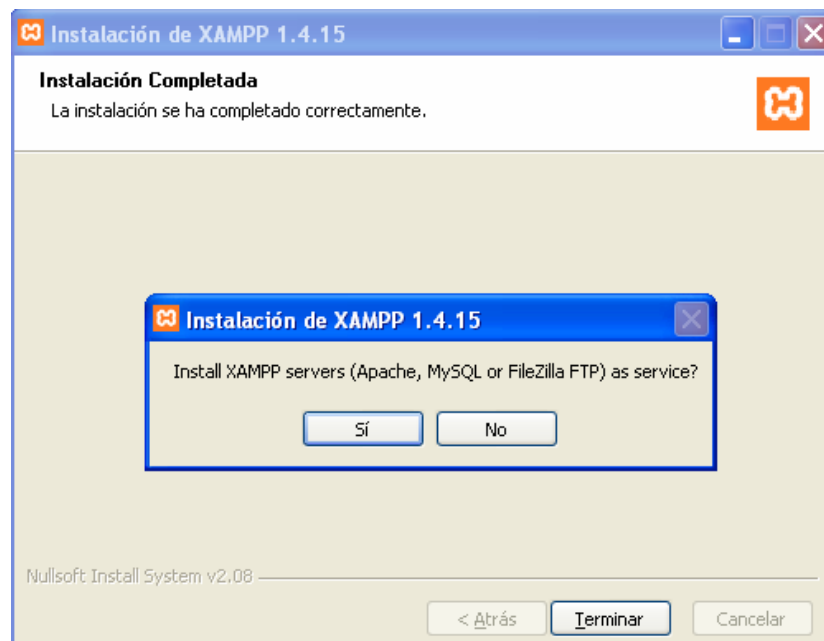 Instalación de XAMPP 1.4.15
Instalación Completada
La instalación se ha completado correctamente.
Instalación de XAMPP 1.4.15
Install XAMPP servers (Apache, MySQL or FileZilla FTP) as service?
Sí
No
Nullsoft Install System v2.08
< Atrás
Terminar
Cancelar